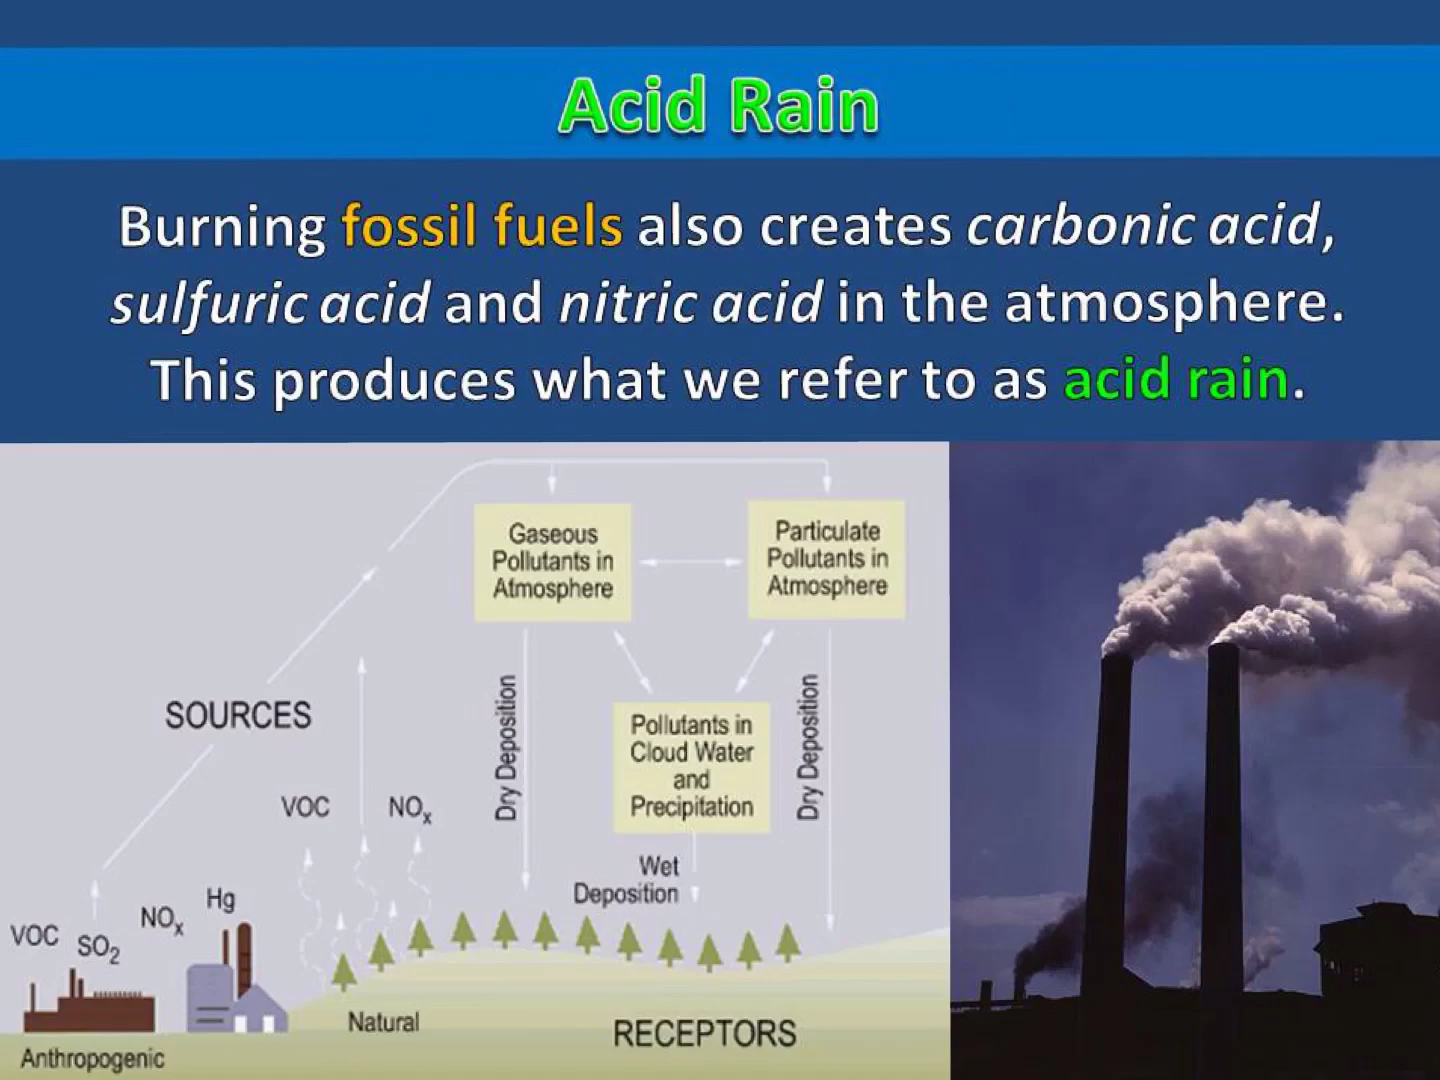 Acid Rain
Burning fossil fuels also creates carbonic acid,
sulfuric acid and nitric acid in the atmosphere.
This produces what we refer to as acid rain.
Gaseous
Pollutants in
Atmosphere
Particulate
Pollutants in
Atmosphere
SOURCES
Dry Deposition
Pollutants in
Cloud Water
and
Precipitation
Dry Deposition
VOC
NOx
Wet
Deposition
Hg
NOx
VOC
SO2
Natural
RECEPTORS
Anthropogenic